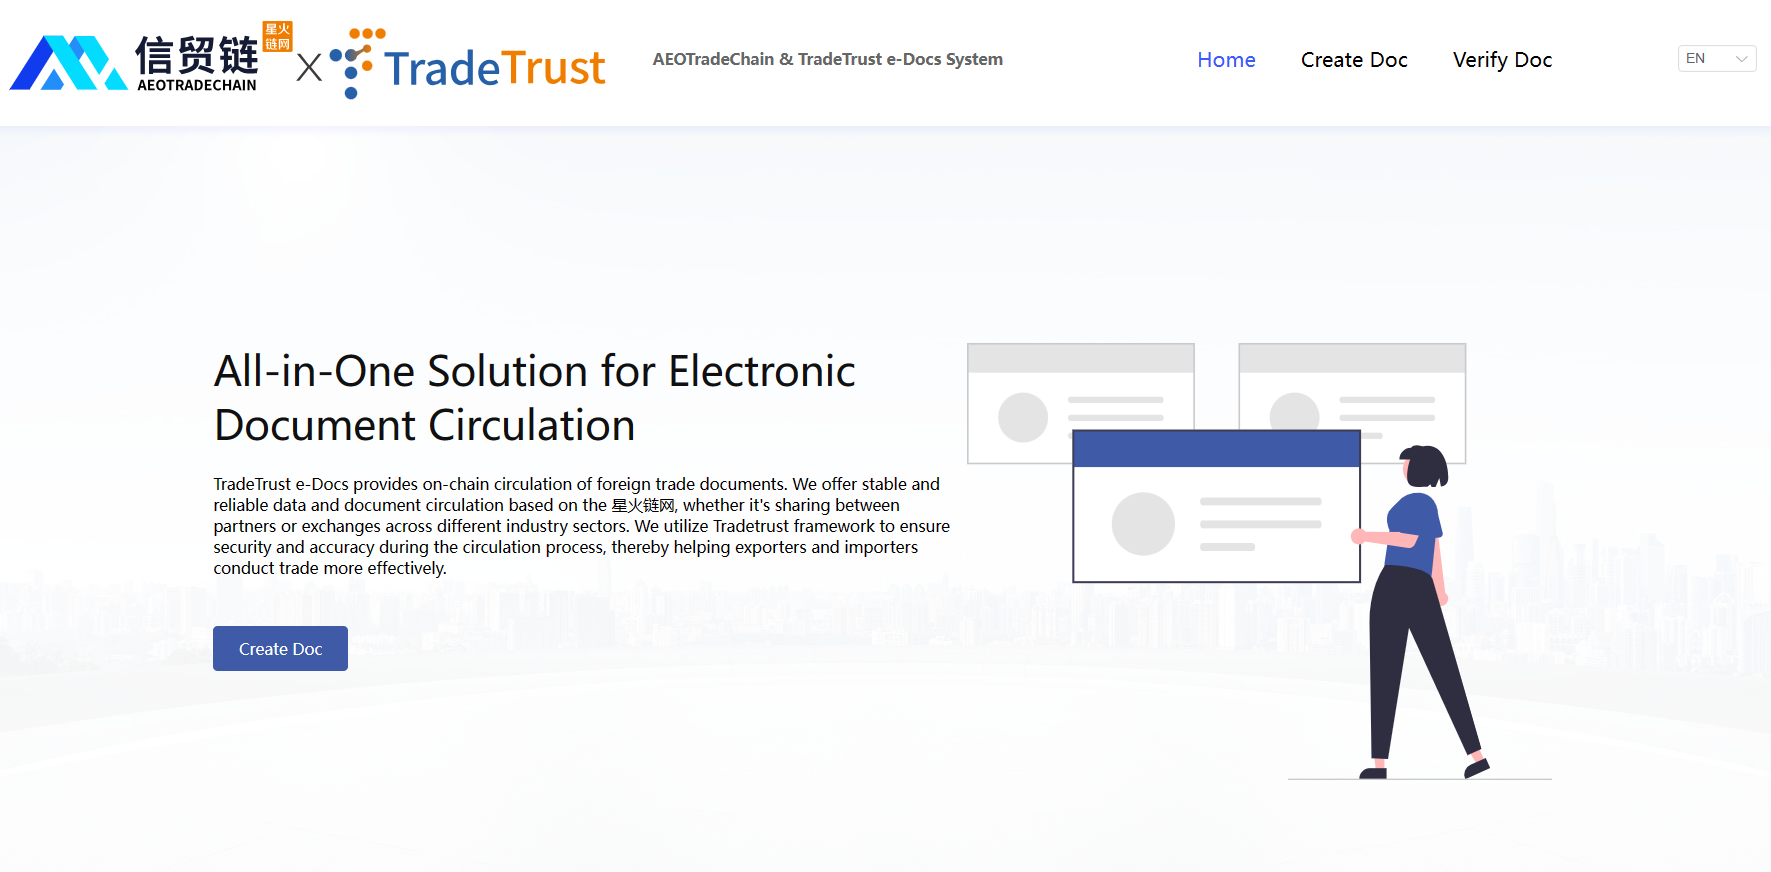 信贸链
AEOTRADECHAIN
星火
链网
X
TradeTrust
AEOTradeChain & TradeTrust e-Docs System
Home
Create Doc
Verify Doc
EN
All-in-One Solution for Electronic
Document Circulation
TradeTrust e-Docs provides on-chain circulation of foreign trade documents. We offer stable and
reliable data and document circulation based on the 星火链网, whether it's sharing between
partners or exchanges across different industry sectors. We utilize Tradetrust framework to ensure
security and accuracy during the circulation process, thereby helping exporters and importers
conduct trade more effectively.
Create Doc